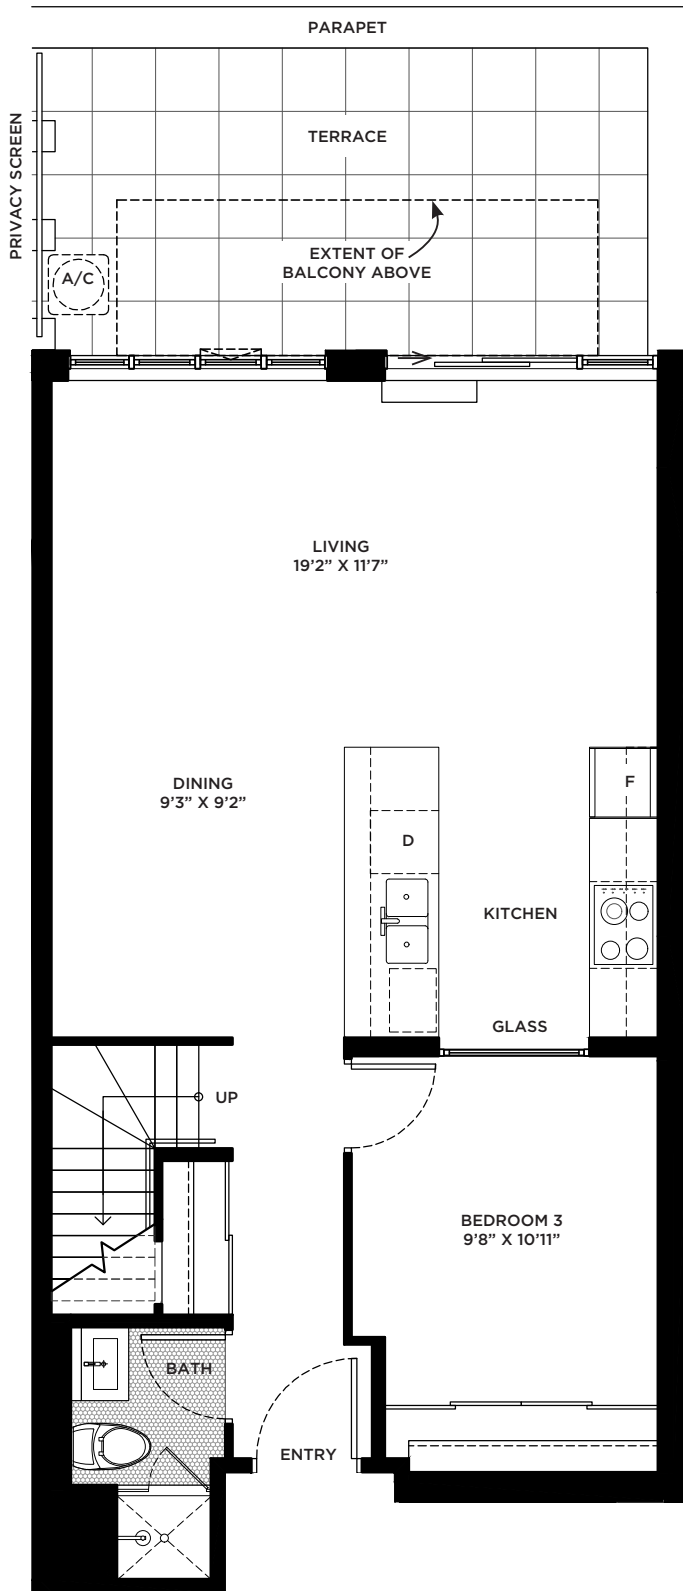 PARAPET
TERRACE
PRIVACY SCREEN
EXTENT OF
BALCONY ABOVE
A/C
LIVING
19'2” X 11'7”
DINING
9'3” X 9'2”
F
D
KITCHEN
GLASS
UP
BEDROOM 3
9'8” X 10'11”
BATH
ENTRY